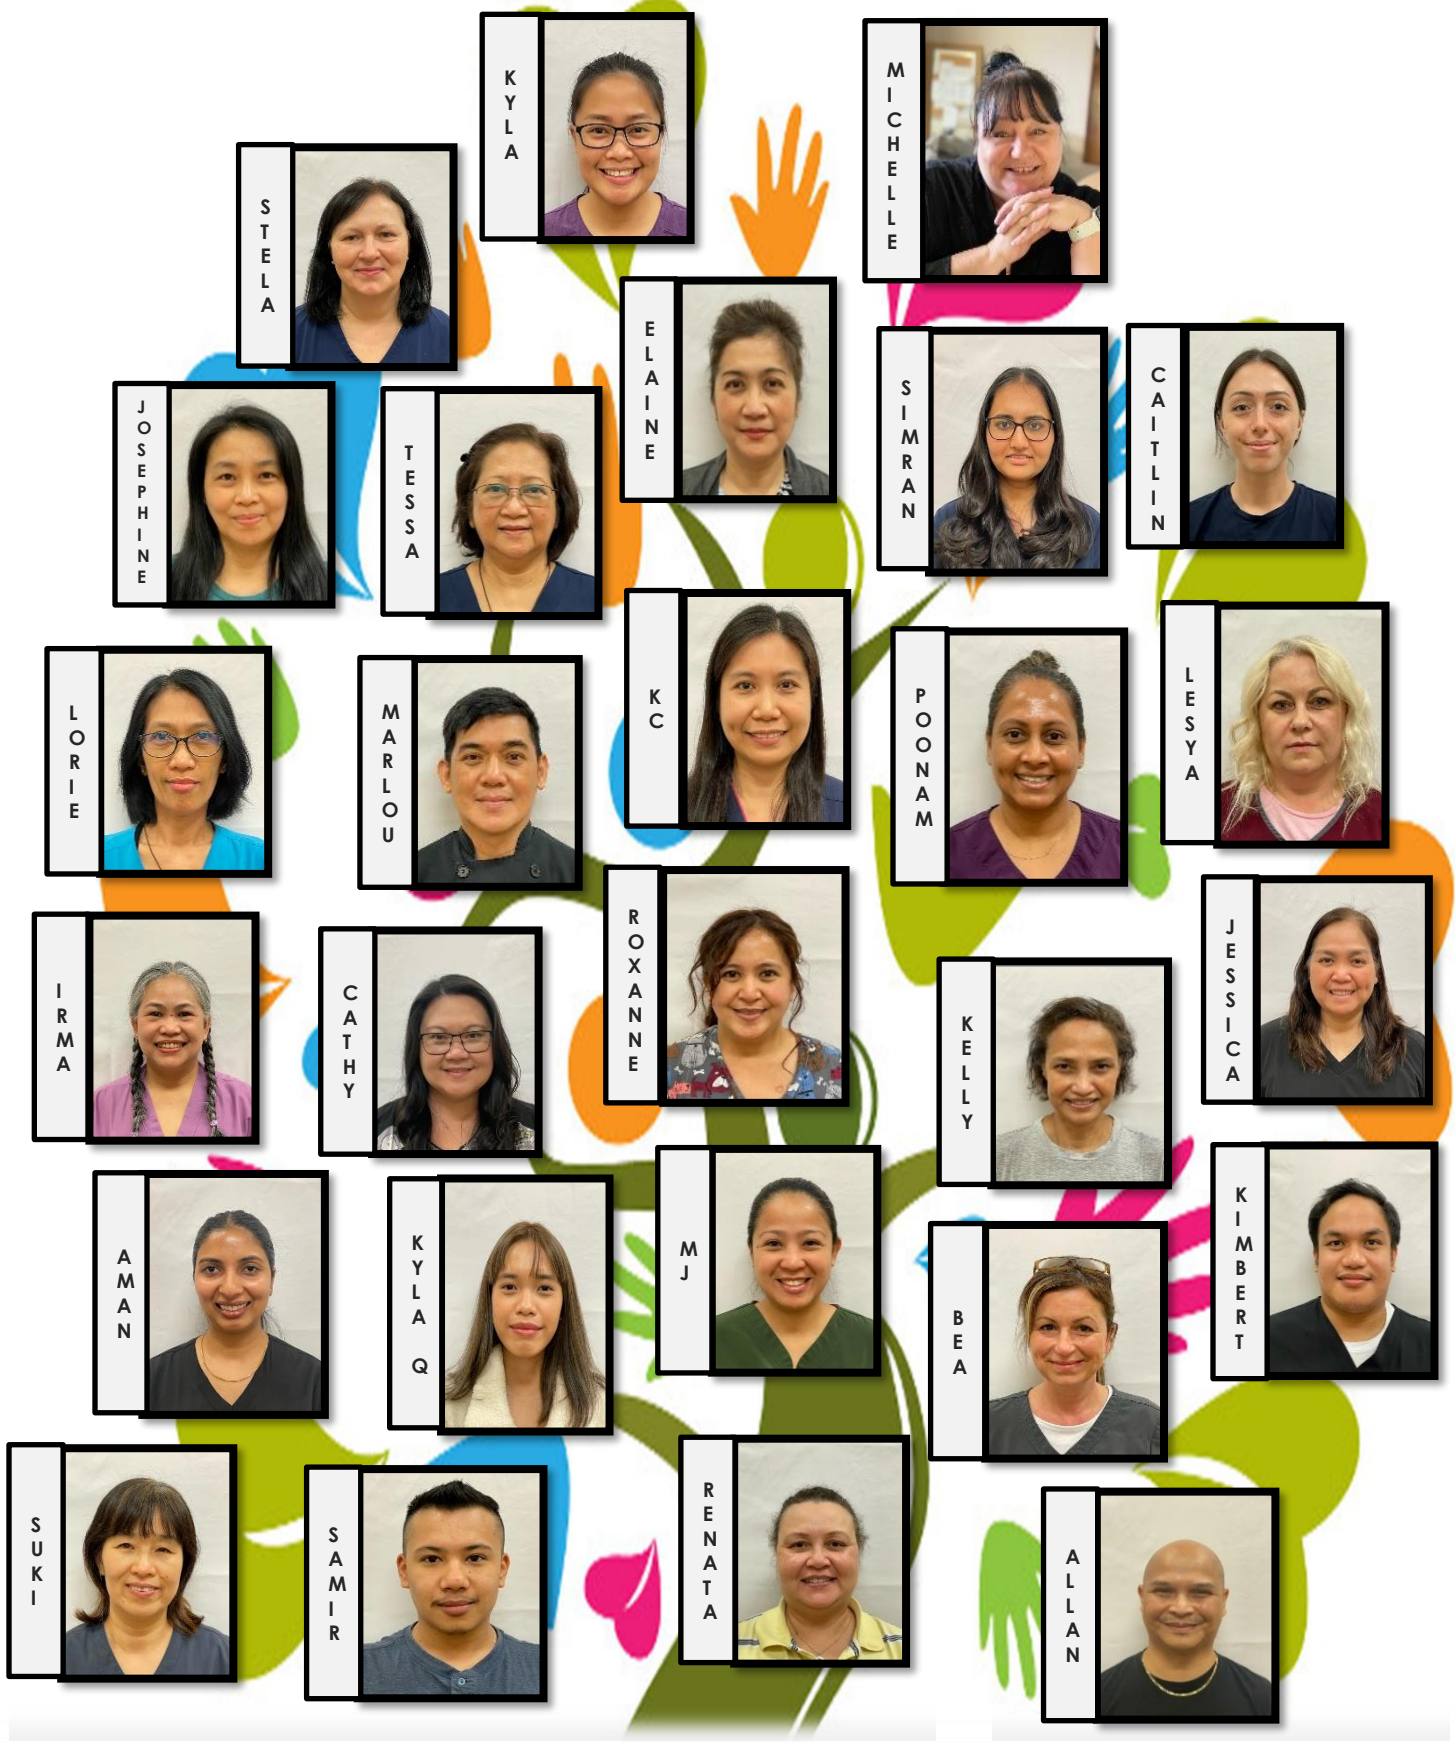 KYLA
MICHELLE
STELA
ELAINE
SIMRAN
CAITLIN
JOSEPHINE
TESSA
KC
LORIE
MARLOU
POONAM
LESYA
IRMA
CATHY
ROXANNE
KELLY
JESSICA
AMAN
KYLA Q
MJ
BEA
KIMBERT
SUKI
SAMIR
RENATA
ALLAN